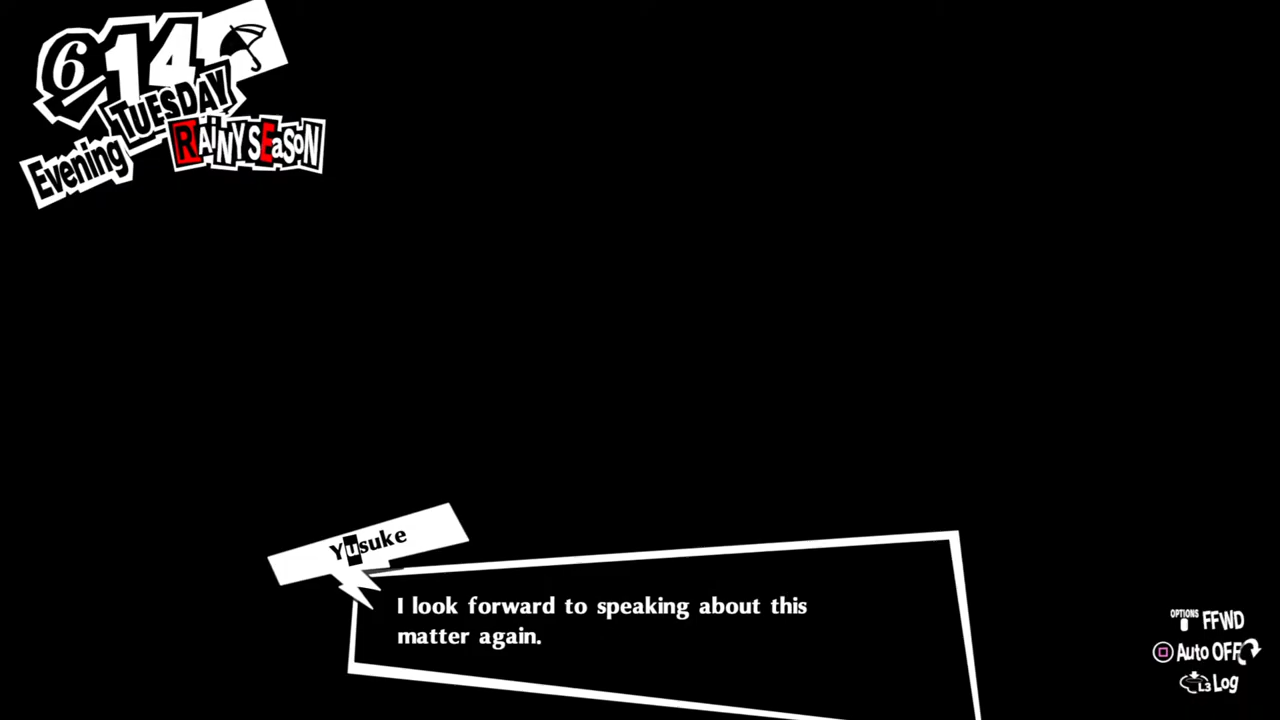 6/14
TUESDAY
Evening
RAiNY SEaSoN
Yusuke
I look forward to speaking about this
matter again.
OPTIONS FFWD
Auto OFF
L3 Log